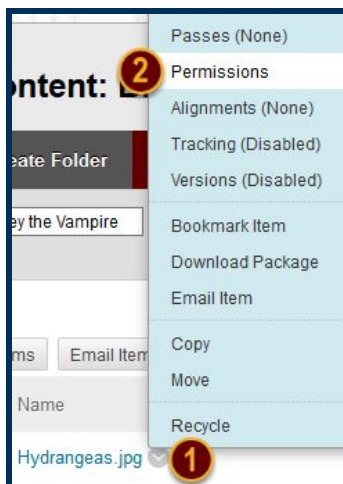 Passes (None)
2
Permissions
ontent:
Alignments (None)
eate Folder
Tracking (Disabled)
Versions (Disabled)
ey the Vampire
Bookmark Item
Download Package
Email Item
ms
Email Item
Copy
Move
Name
Recycle
Hydrangeas.jpg
1